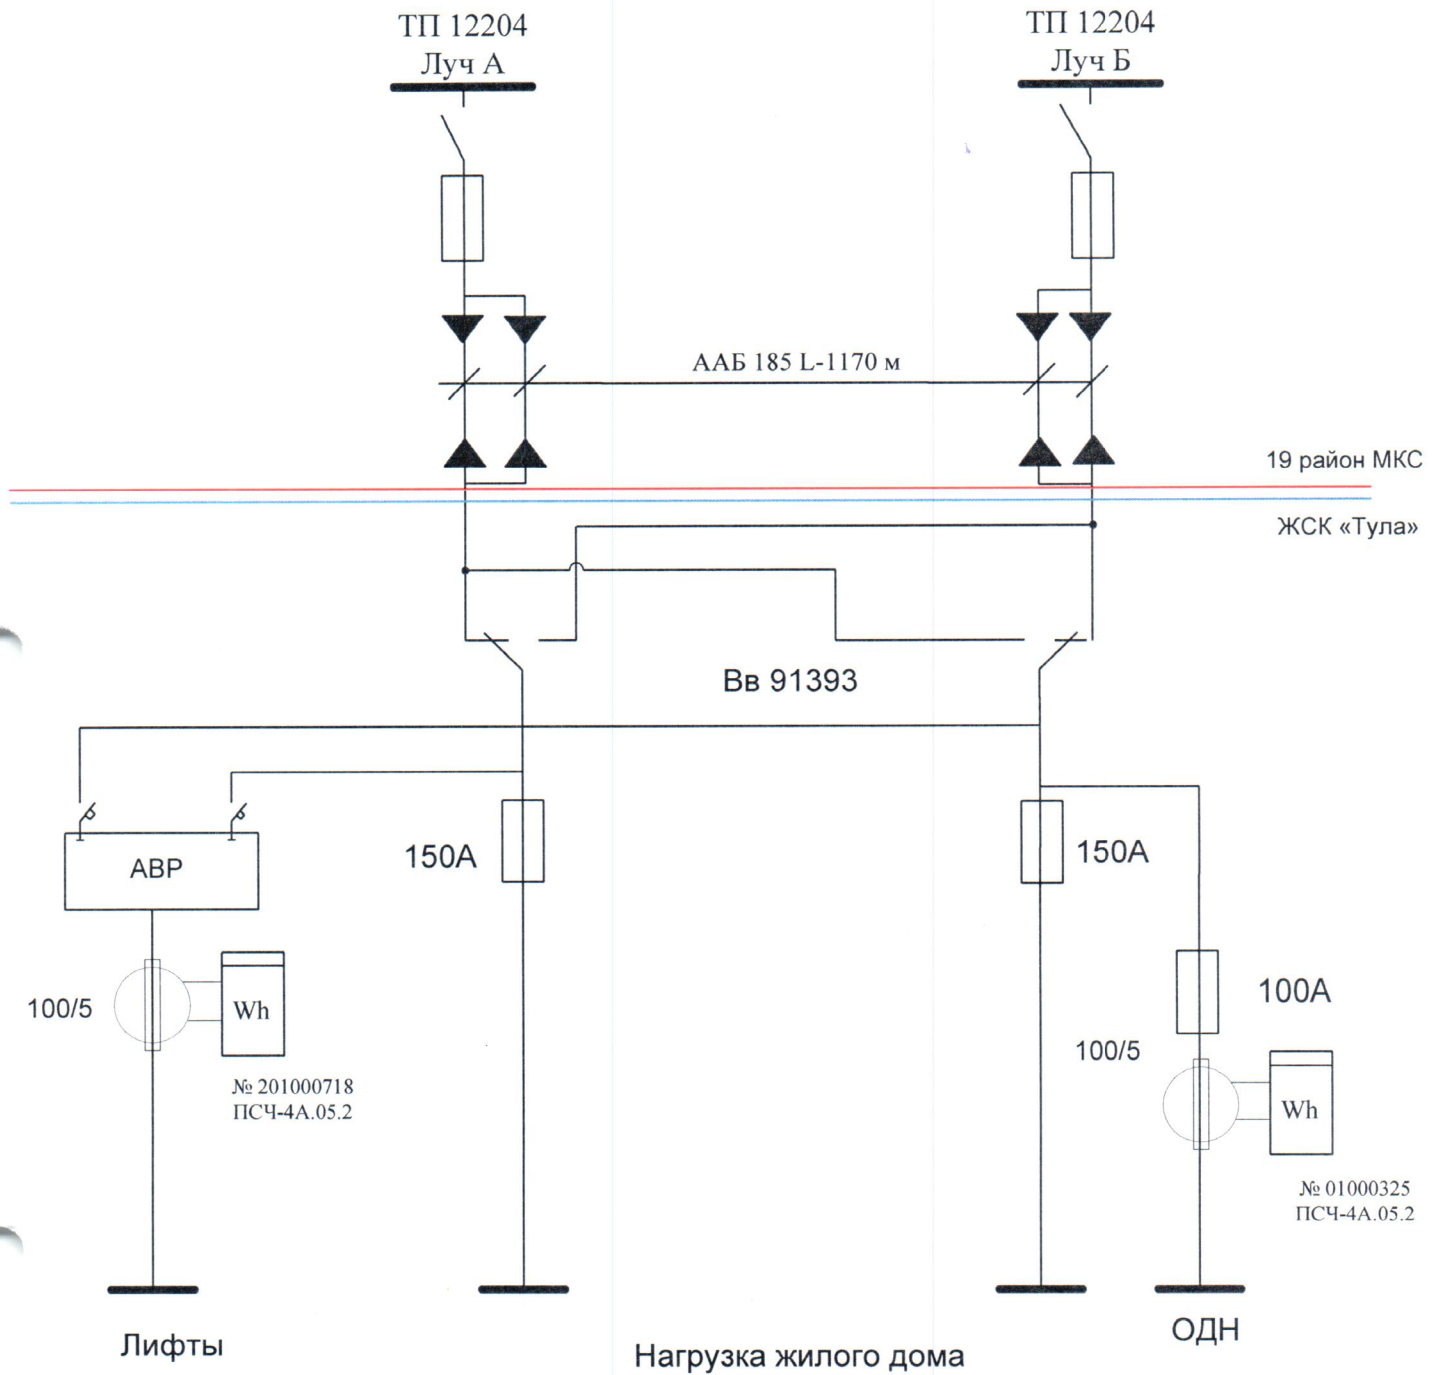 ТП 12204
Луч А
ТП 12204
Луч Б
ААБ 185 L-1170 м
19 район МКС
ЖСК «Тула»
Вв 91393
АВР
150А
150А
100/5
Wh
№ 201000718
ПСЧ-4А.05.2
100А
100/5
Wh
№ 01000325
ПСЧ-4А.05.2
Лифты
Нагрузка жилого дома
ОДН